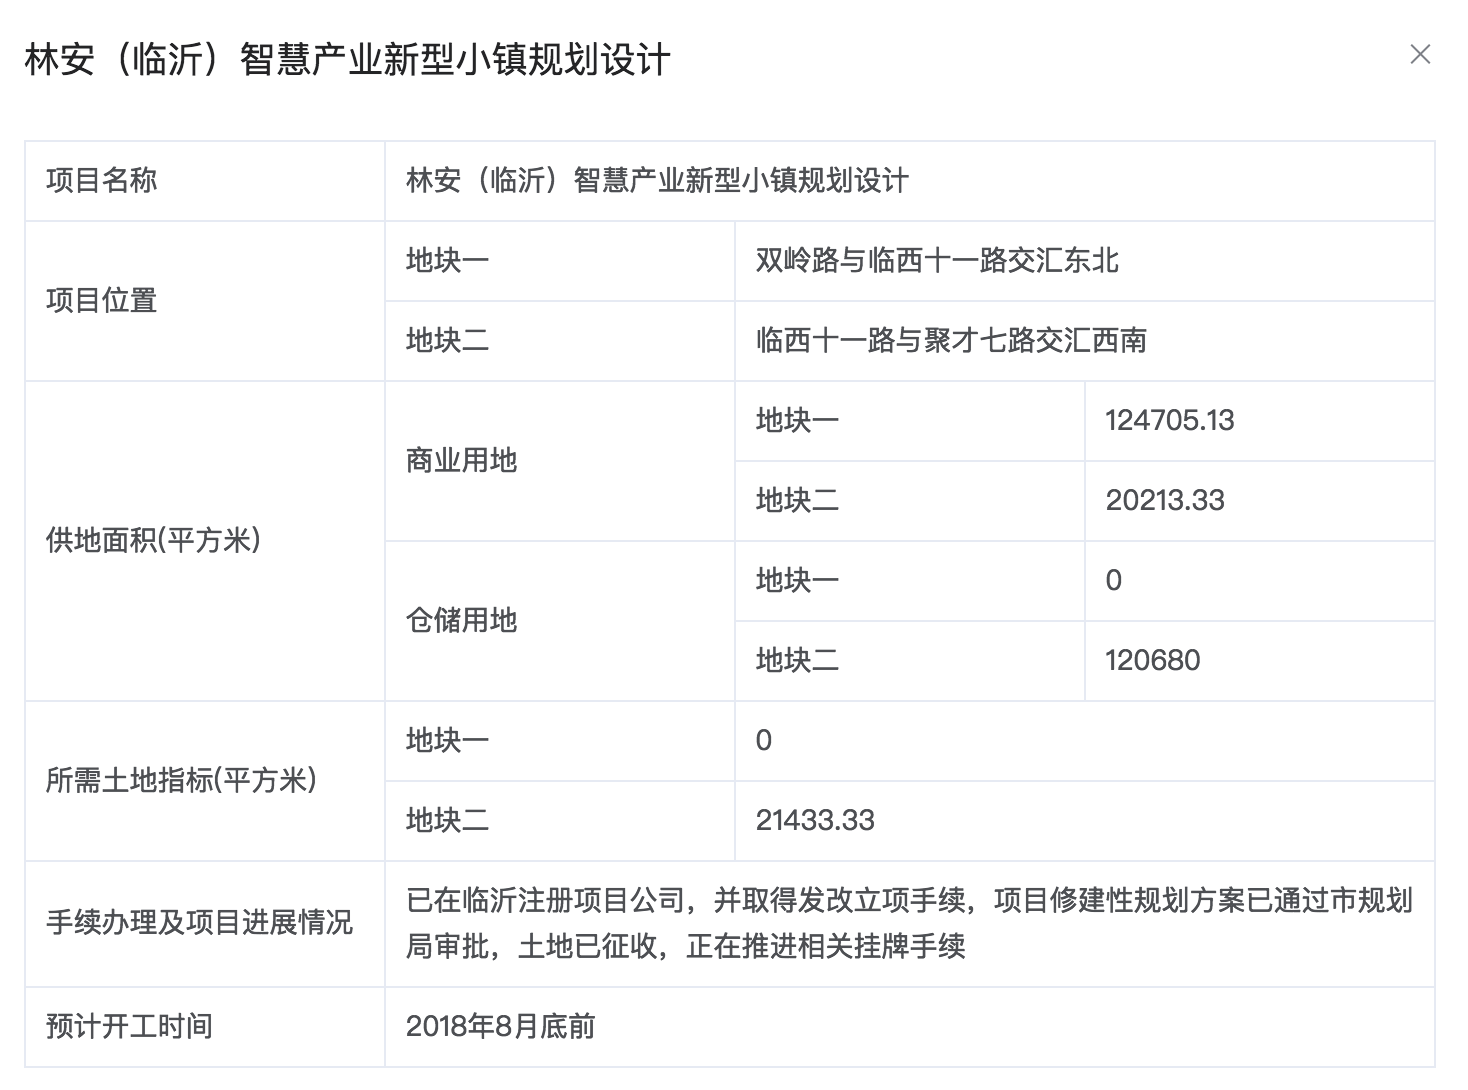 林安（临沂）智慧产业新型小镇规划设计
项目名称
林安（临沂）智慧产业新型小镇规划设计
项目位置
地块一
双岭路与临西十一路交汇东北
地块二
临西十一路与聚才七路交汇西南
供地面积(平方米)
商业用地
地块一
124705.13
地块二
20213.33
仓储用地
地块一
0
地块二
120680
所需土地指标(平方米)
地块一
0
地块二
21433.33
手续办理及项目进展情况
已在临沂注册项目公司，并取得发改立项手续，项目修建性规划方案已通过市规划
局审批，土地已征收，正在推进相关挂牌手续
预计开工时间
2018年8月底前